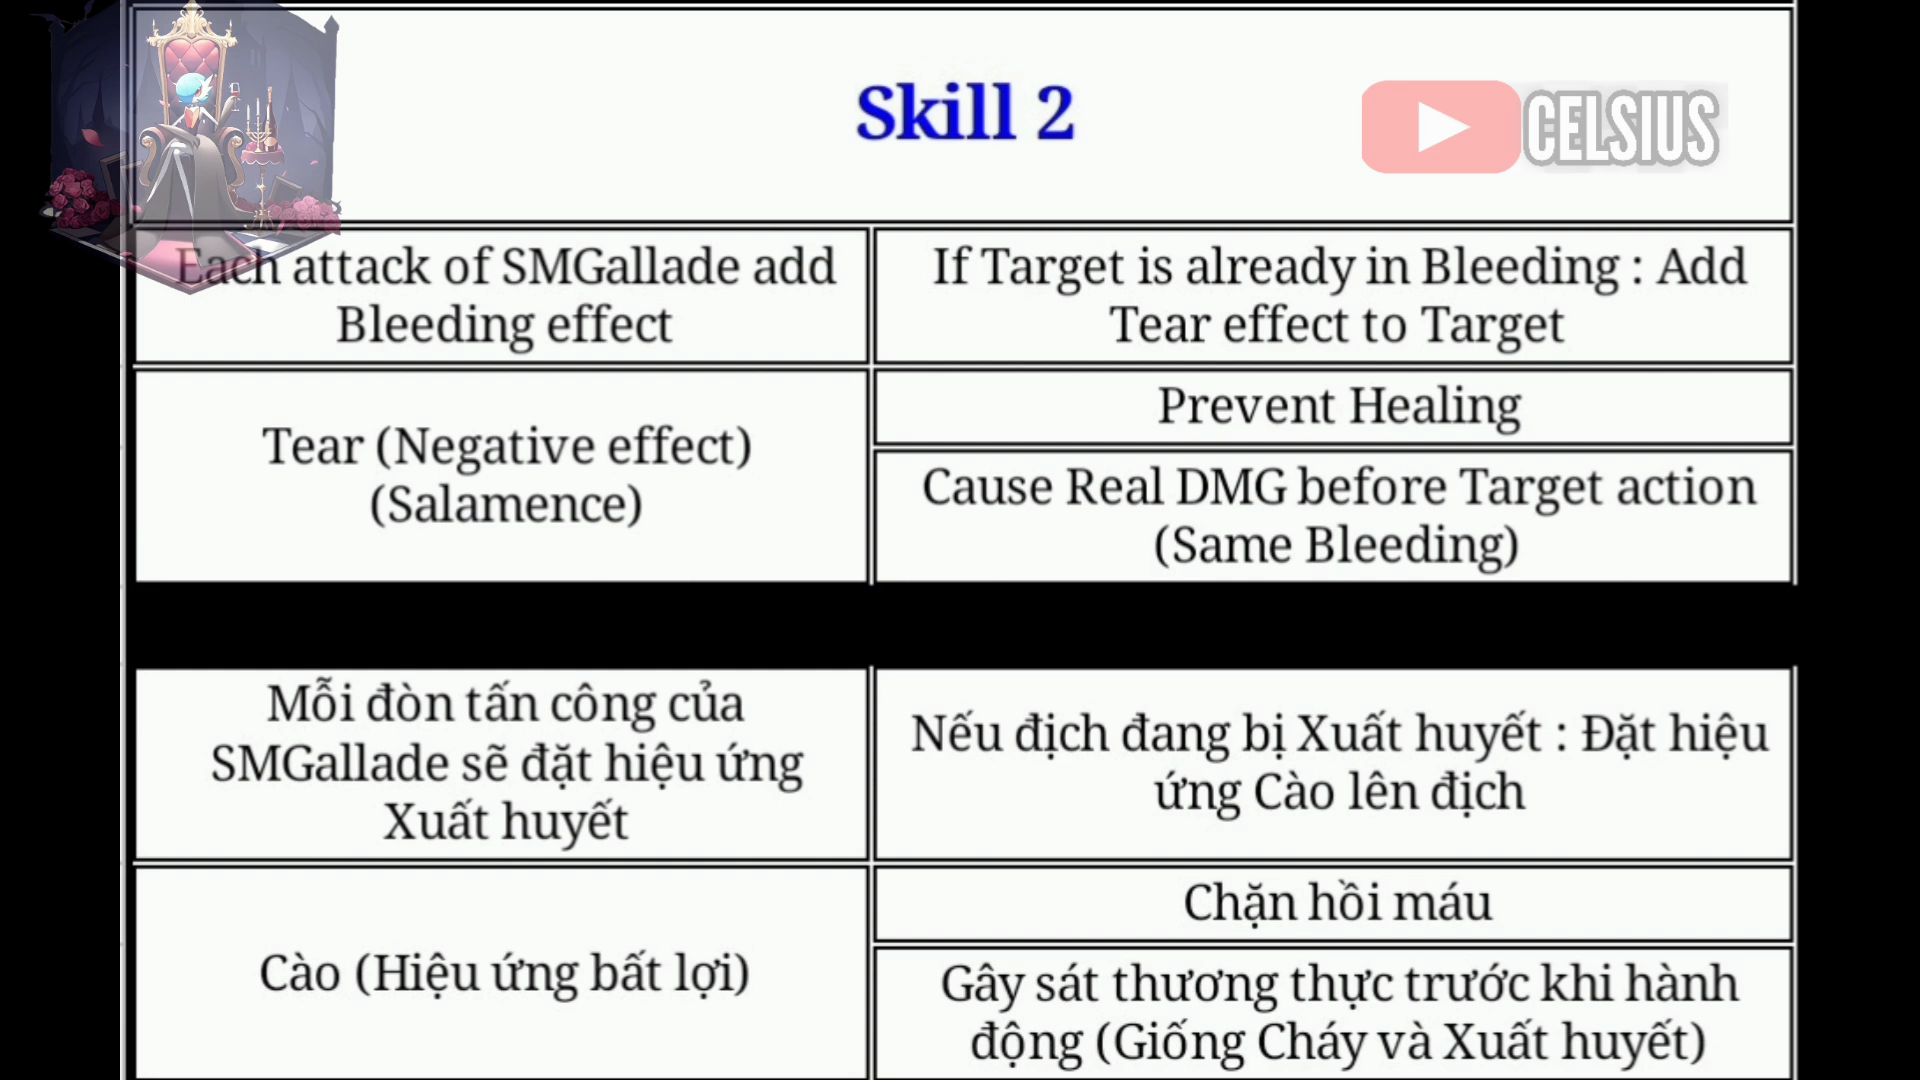 Skill 2
CELSIUS
Each attack of SMGallade add
Bleeding effect
If Target is already in Bleeding : Add
Tear effect to Target
Tear (Negative effect)
(Salamence)
Prevent Healing
Cause Real DMG before Target action
(Same Bleeding)
Mỗi đòn tấn công của
SMGallade sẽ đặt hiệu ứng
Xuất huyết
Nếu địch đang bị Xuất huyết : Đặt hiệu
ứng Cào lên địch
Cào (Hiệu ứng bất lợi)
Chặn hồi máu
Gây sát thương thực trước khi hành
động (Giống Cháy và Xuất huyết)